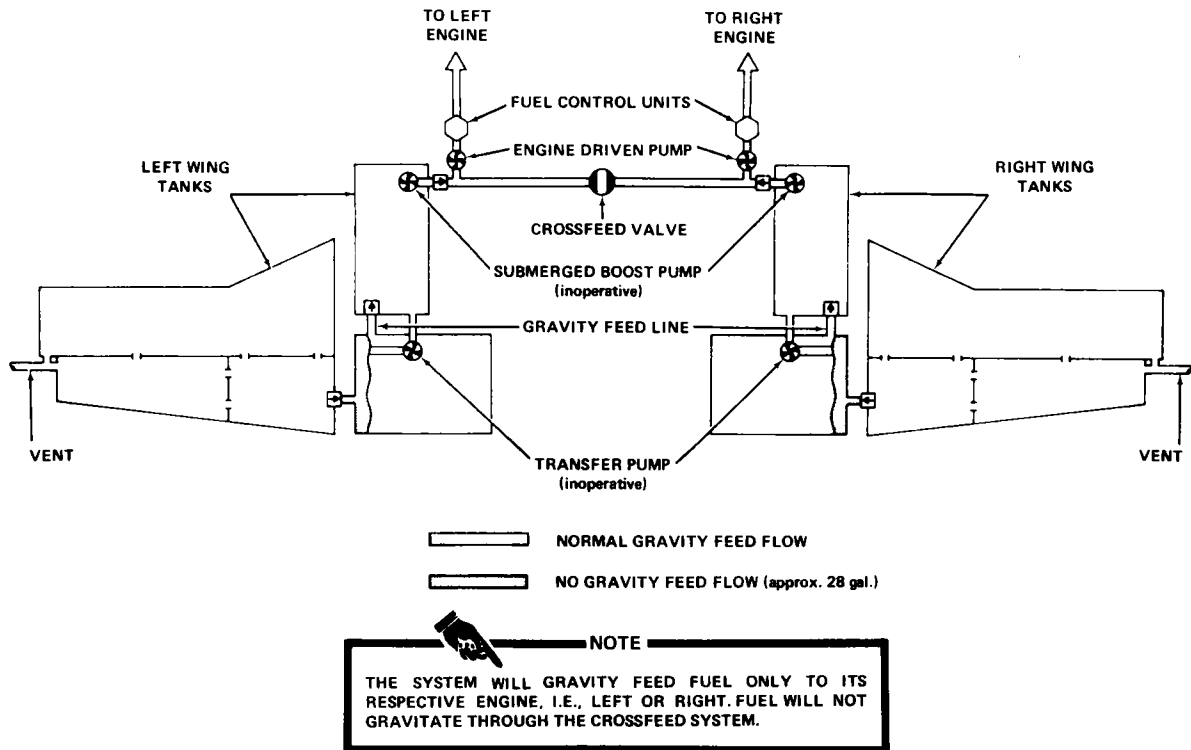 TO LEFT
ENGINE
TO RIGHT
ENGINE
FUEL CONTROL UNITS
ENGINE DRIVEN PUMP
LEFT WING
TANKS
RIGHT WING
TANKS
CROSSFEED VALVE
SUBMERGED BOOST PUMP
(inoperative)
GRAVITY FEED LINE
VENT
VENT
TRANSFER PUMP
(inoperative)
NORMAL GRAVITY FEED FLOW
NO GRAVITY FEED FLOW (approx. 28 gal.)
NOTE
THE SYSTEM WILL GRAVITY FEED FUEL ONLY TO ITS
RESPECTIVE ENGINE, I.E., LEFT OR RIGHT. FUEL WILL NOT
GRAVITATE THROUGH THE CROSSFEED SYSTEM.